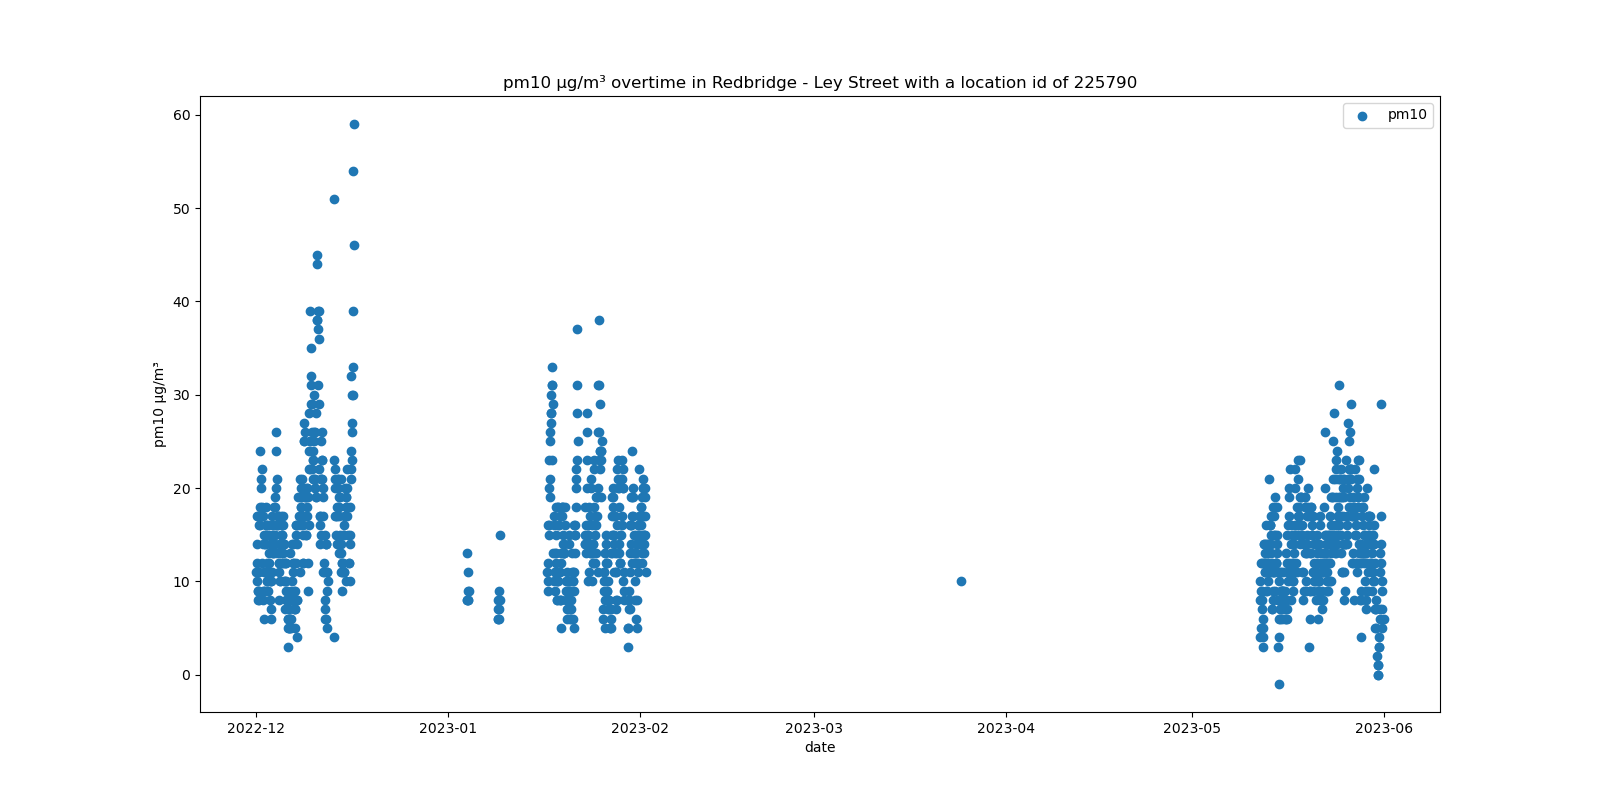 pm10 µg/m³ overtime in Redbridge - Ley Street with a location id of 225790
pm10
60
50
40
30
20
10
0
pm10 µg/m³
2022-12 2023-01 2023-02 2023-03 2023-04 2023-05 2023-06
date